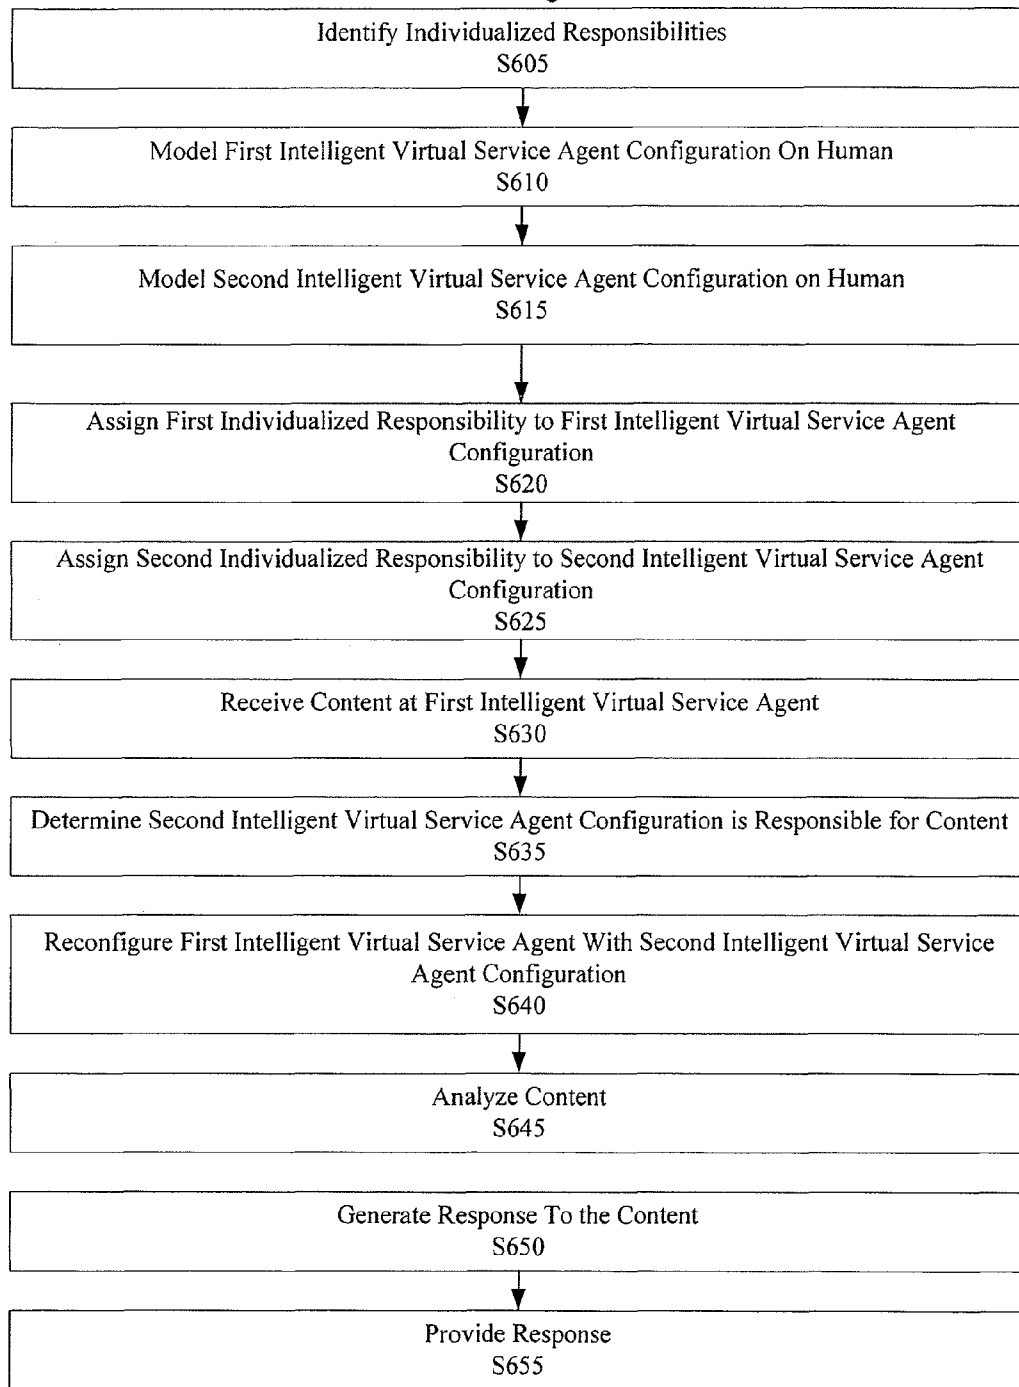 Identify Individualized Responsibilities
S605
Model First Intelligent Virtual Service Agent Configuration On Human
S610
Model Second Intelligent Virtual Service Agent Configuration on Human
S615
Assign First Individualized Responsibility to First Intelligent Virtual Service Agent
Configuration
S620
Assign Second Individualized Responsibility to Second Intelligent Virtual Service Agent
Configuration
S625
Receive Content at First Intelligent Virtual Service Agent
S630
Determine Second Intelligent Virtual Service Agent Configuration is Responsible for Content
S635
Reconfigure First Intelligent Virtual Service Agent With Second Intelligent Virtual Service
Agent Configuration
S640
Analyze Content
S645
Generate Response To the Content
S650
Provide Response
S655